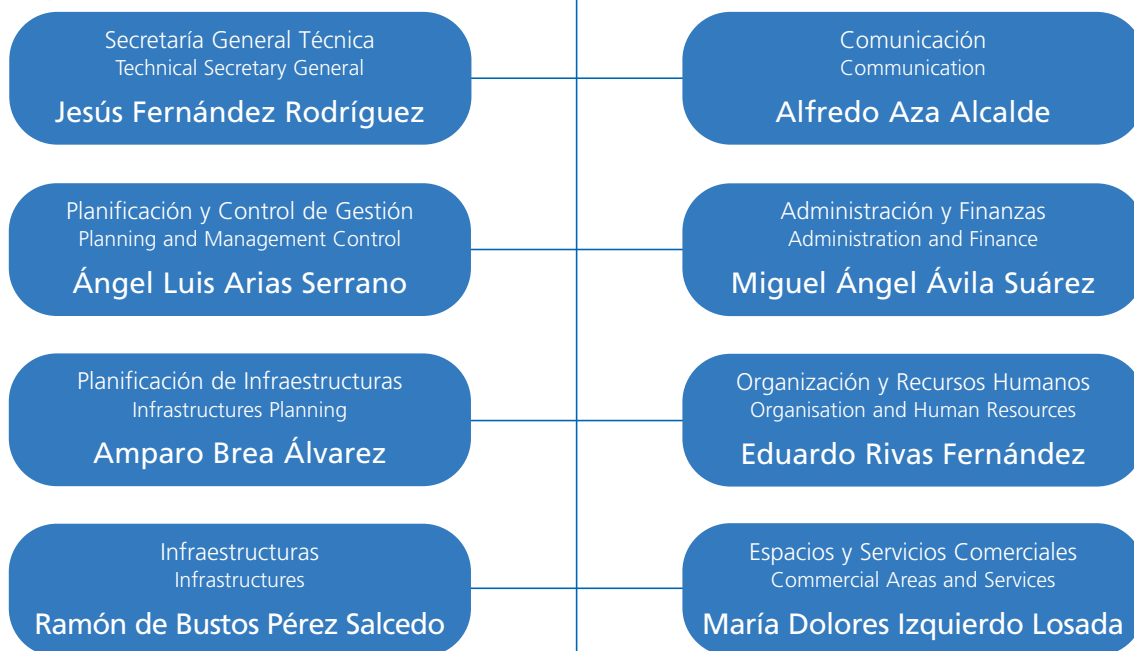 Secretaría General Técnica
Technical Secretary General
Jesús Fernández Rodríguez
Comunicación
Communication
Alfredo Aza Alcalde
Planificación y Control de Gestión
Planning and Management Control
Ángel Luis Arias Serrano
Administración y Finanzas
Administration and Finance
Miguel Ángel Ávila Suárez
Planificación de Infraestructuras
Infrastructures Planning
Amparo Brea Álvarez
Organización y Recursos Humanos
Organisation and Human Resources
Eduardo Rivas Fernández
Infraestructuras
Infrastructures
Ramón de Bustos Pérez Salcedo
Espacios y Servicios Comerciales
Commercial Areas and Services
María Dolores Izquierdo Losada